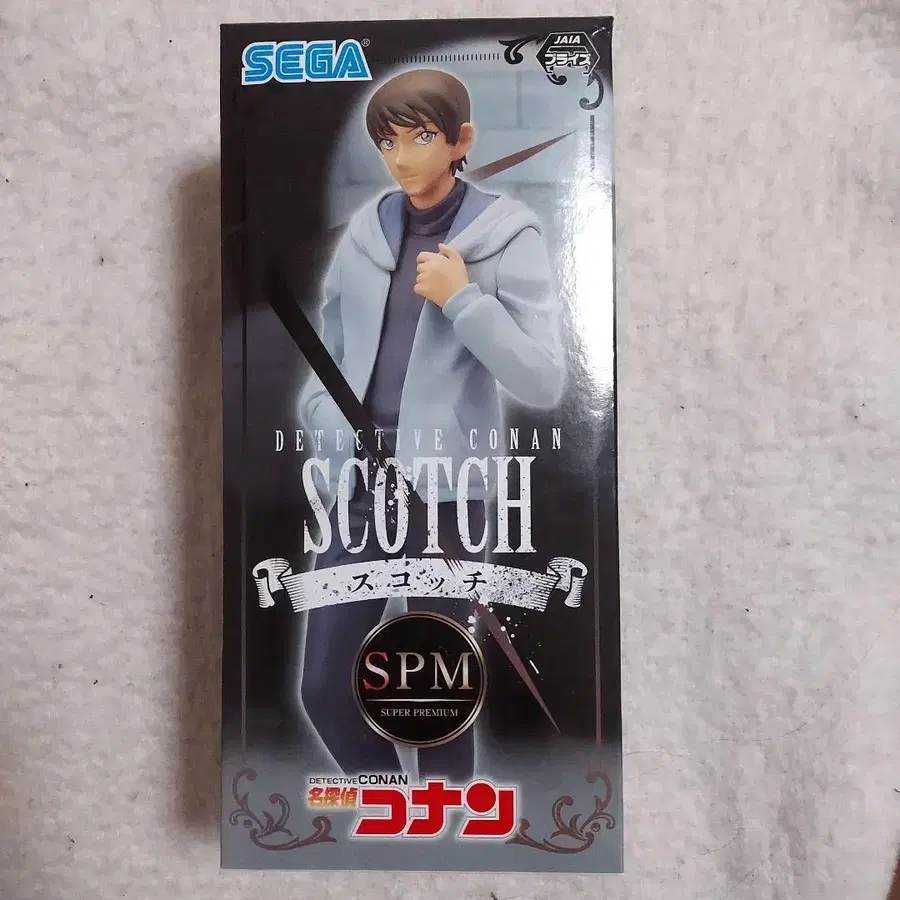 SEGA®
JAIA
プライズ
DETECTIVE CONAN
SCOTCH
スコッチ
SPM
SUPER PREMIUM
DETECTIVE CONAN
名探偵コナン